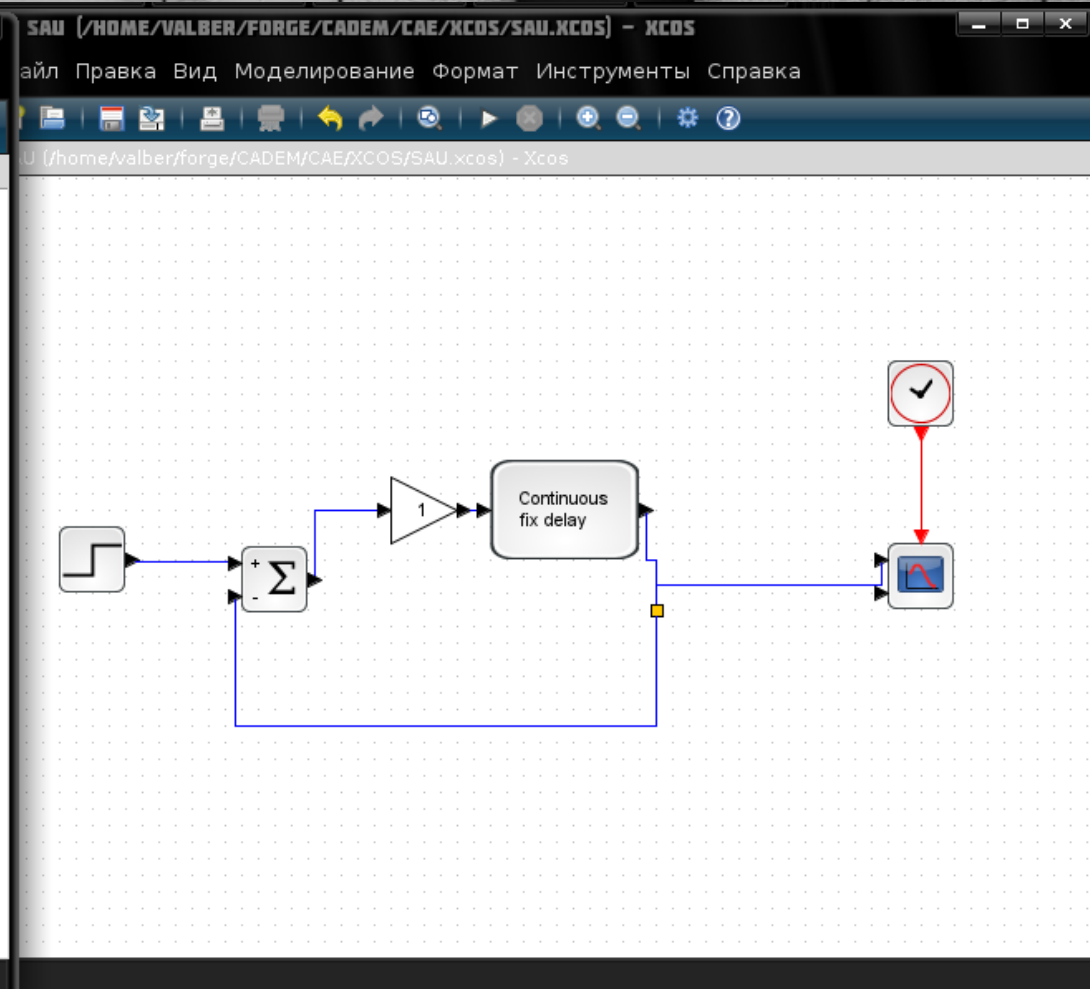 SAU (/HOME/VALBER/FORGE/CADEM/CAE/XCOS/SAU.XCOS) – XCOS
айл Правка Вид Моделирование Формат Инструменты Справка
U (/home/valber/forge/CADEM/CAE/XCOS/SAU.xcos) - Xcos
1
Continuous
fix delay
+
Σ
-